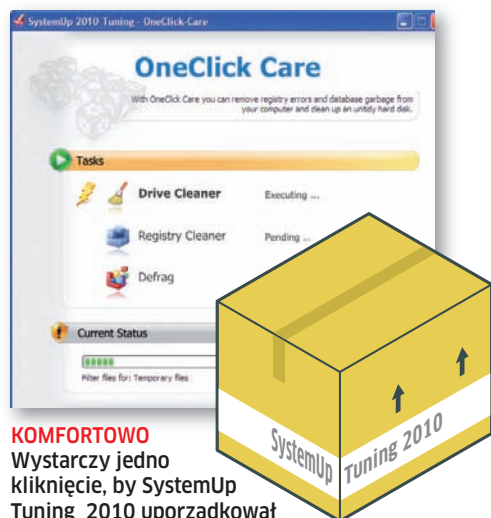 SystemUp 2010 Tuning - OneClick-Care
OneClick Care
With OneClick Care you can remove registry errors and database garbage from
your computer and clean up an untidy hard disk.
Tasks
Drive Cleaner Executing ...
Registry Cleaner Pending ...
Defrag
Current Status
Filter files for: Temporary files
SystemUp Tuning 2010
KOMFORTOWO
Wystarczy jedno
kliknięcie, by SystemUp
Tuning 2010 uporządkował